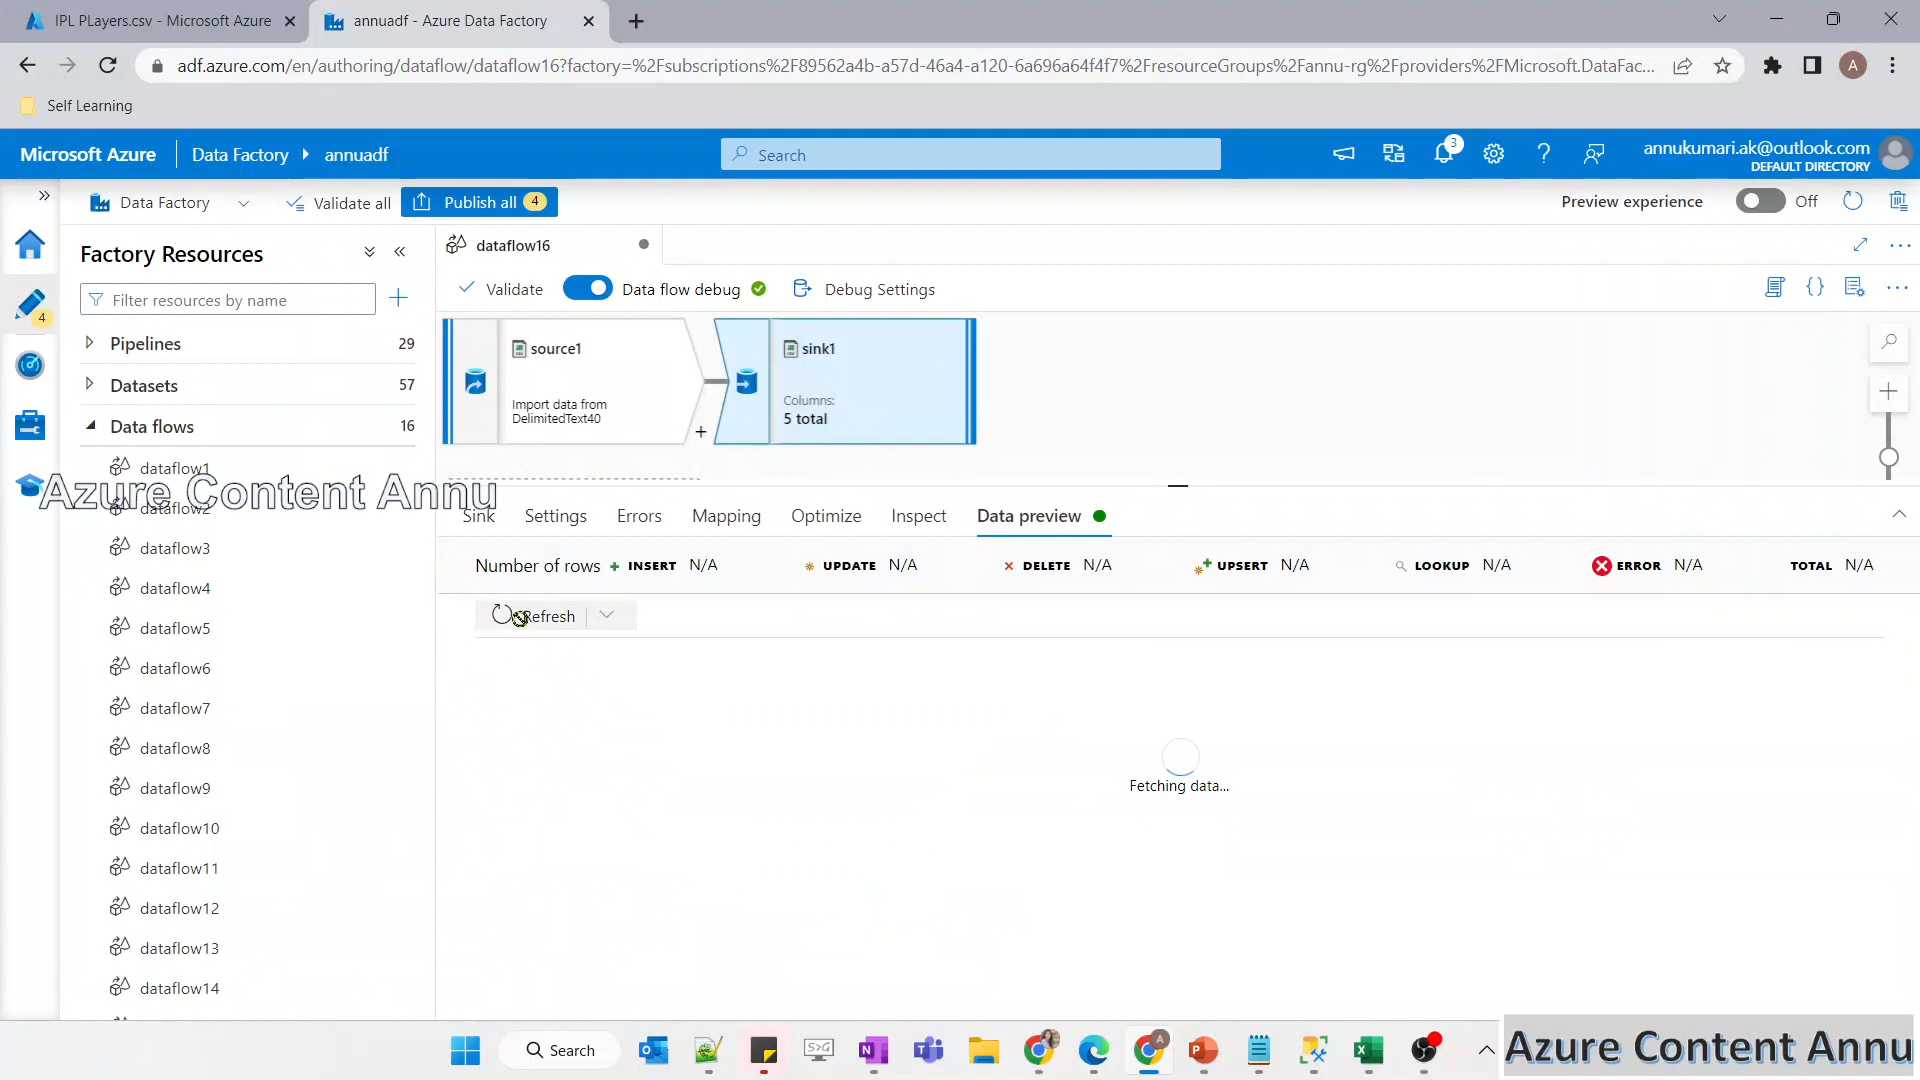 IPL PLayers.csv - Microsoft Azure
annuadf - Azure Data Factory
adf.azure.com/en/authoring/dataflow/dataflow16?factory=%2Fsubscriptions%2F89562a4b-a57d-46a4-a120-6a696a64f4f7%2FresourceGroups%2Fannu-rg%2Fproviders%2FMicrosoft.DataFac...
A
Self Learning
Microsoft Azure
Data Factory
annuadf
Search
3
annukumari.ak@outlook.com
DEFAULT DIRECTORY
Data Factory
Validate all
Publish all
4
Preview experience
Off
Factory Resources
dataflow16
Filter resources by name
Validate
Data flow debug
Debug Settings
4
Pipelines
29
Datasets
57
Data flows
16
source1
Import data from
DelimitedText40
sink1
Columns:
5 total
dataflow1
Azure Content Annu
dataflow2
dataflow3
dataflow4
dataflow5
dataflow6
dataflow7
dataflow8
dataflow9
dataflow10
dataflow11
dataflow12
dataflow13
dataflow14
Sink
Settings
Errors
Mapping
Optimize
Inspect
Data preview
Number of rows
INSERT N/A
UPDATE N/A
DELETE N/A
UPSERT N/A
LOOKUP N/A
ERROR N/A
TOTAL N/A
Refresh
Fetching data...
Search
Azure Content Annu